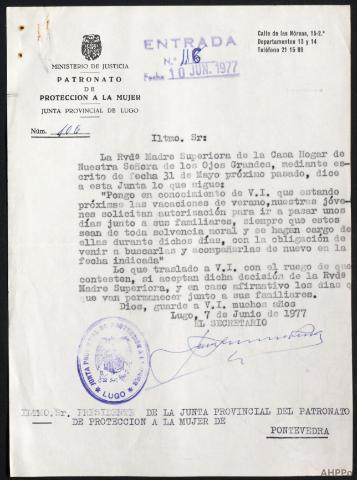 Calle de las Nóreas, 15-2.º
Departamentos 13 y 14
Teléfono 21 15 80
ENTRADA
N.º 116
Fecha 10 JUN. 1977
MINISTERIO DE JUSTICIA
PATRONATO
DE
PROTECCION A LA MUJER
JUNTA PROVINCIAL DE LUGO
Núm.
Iltmo. Sr:
La Rvdª Madre Superiora de la Casa Hogar de
Nuestra Señora de los Ojos Grandes, mediante es-
crito de fecha 31 de Mayo próximo pasado, dice
a esta Junta lo que sigue:
"Pongo en conocimiento de V.I. que estando
próximas las vacaciones de verano,nuestras jóve-
nes solicitan autorización para ir a pasar unos
días junto a sus familiares, siempre que estos
sean de toda solvencia moral y se hagan cargo de
ellas durante dichos días, con la obligación de
venir a buscarlas y acompañarlas de nuevo en la
fecha indicada"
Lo que traslado a V.I. con el ruego de que
contesten, si aceptan dicha decisión de la Rvdª
Madre Superiora, y en caso afirmativo los días o
que van permanecer junto a sus familiares.
Dios, guarde a V.I. muchos años
Lugo, 7 de Junio de 1977
EL SECRETARIO
LUGO
ILTMO. Sr. PRESIDENTE DE LA JUNTA PROVINCIAL DEL PATRONATO
DE PROTECCION A LA MUJER DE
PONTEVEDRA
AHPPo